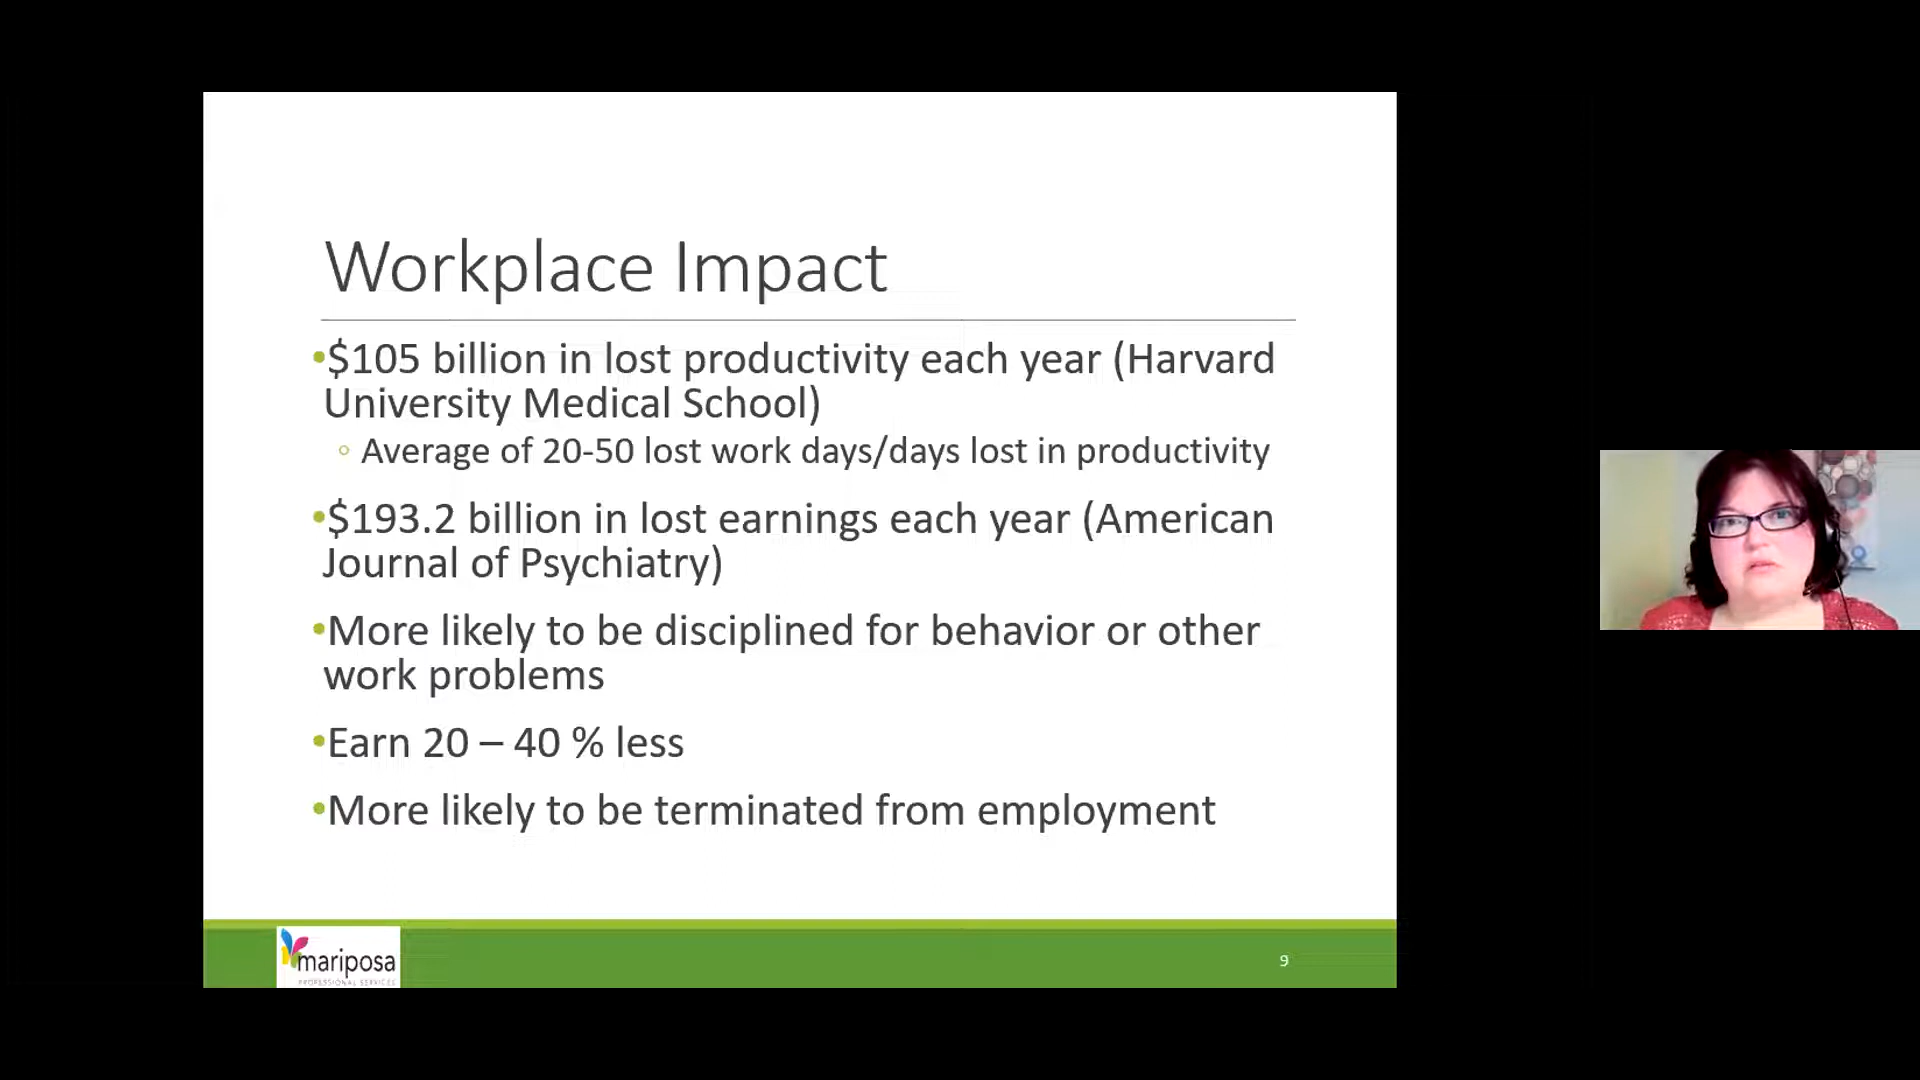 Workplace Impact
•$105 billion in lost productivity each year (Harvard
University Medical School)
◦ Average of 20-50 lost work days/days lost in productivity
•$193.2 billion in lost earnings each year (American
Journal of Psychiatry)
•More likely to be disciplined for behavior or other
work problems
•Earn 20 – 40 % less
•More likely to be terminated from employment
mariposa
PROFESSIONAL SERVICES
9